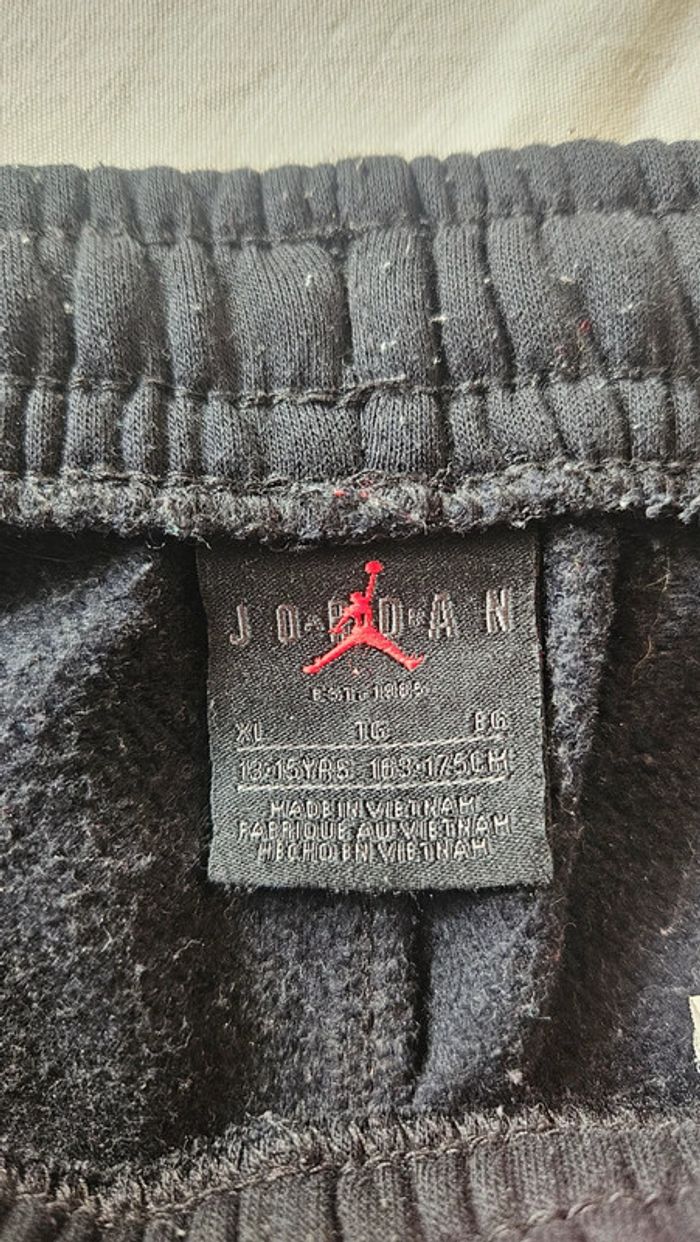 JORDAN
EST. 1985
XL TG EG
13-15YRS 163-175CM
MADE IN VIETNAM
FABRIQUE AU VIETNAM
HECHO EN VIETNAM